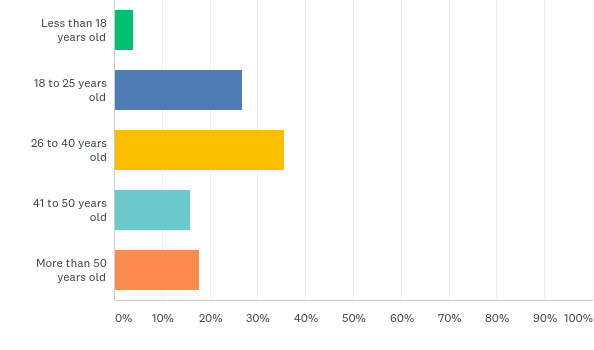 Less than 18
years old
18 to 25 years
old
26 to 40 years
old
41 to 50 years
old
More than 50
years old
0% 10% 20% 30% 40% 50% 60% 70% 80% 90% 100%